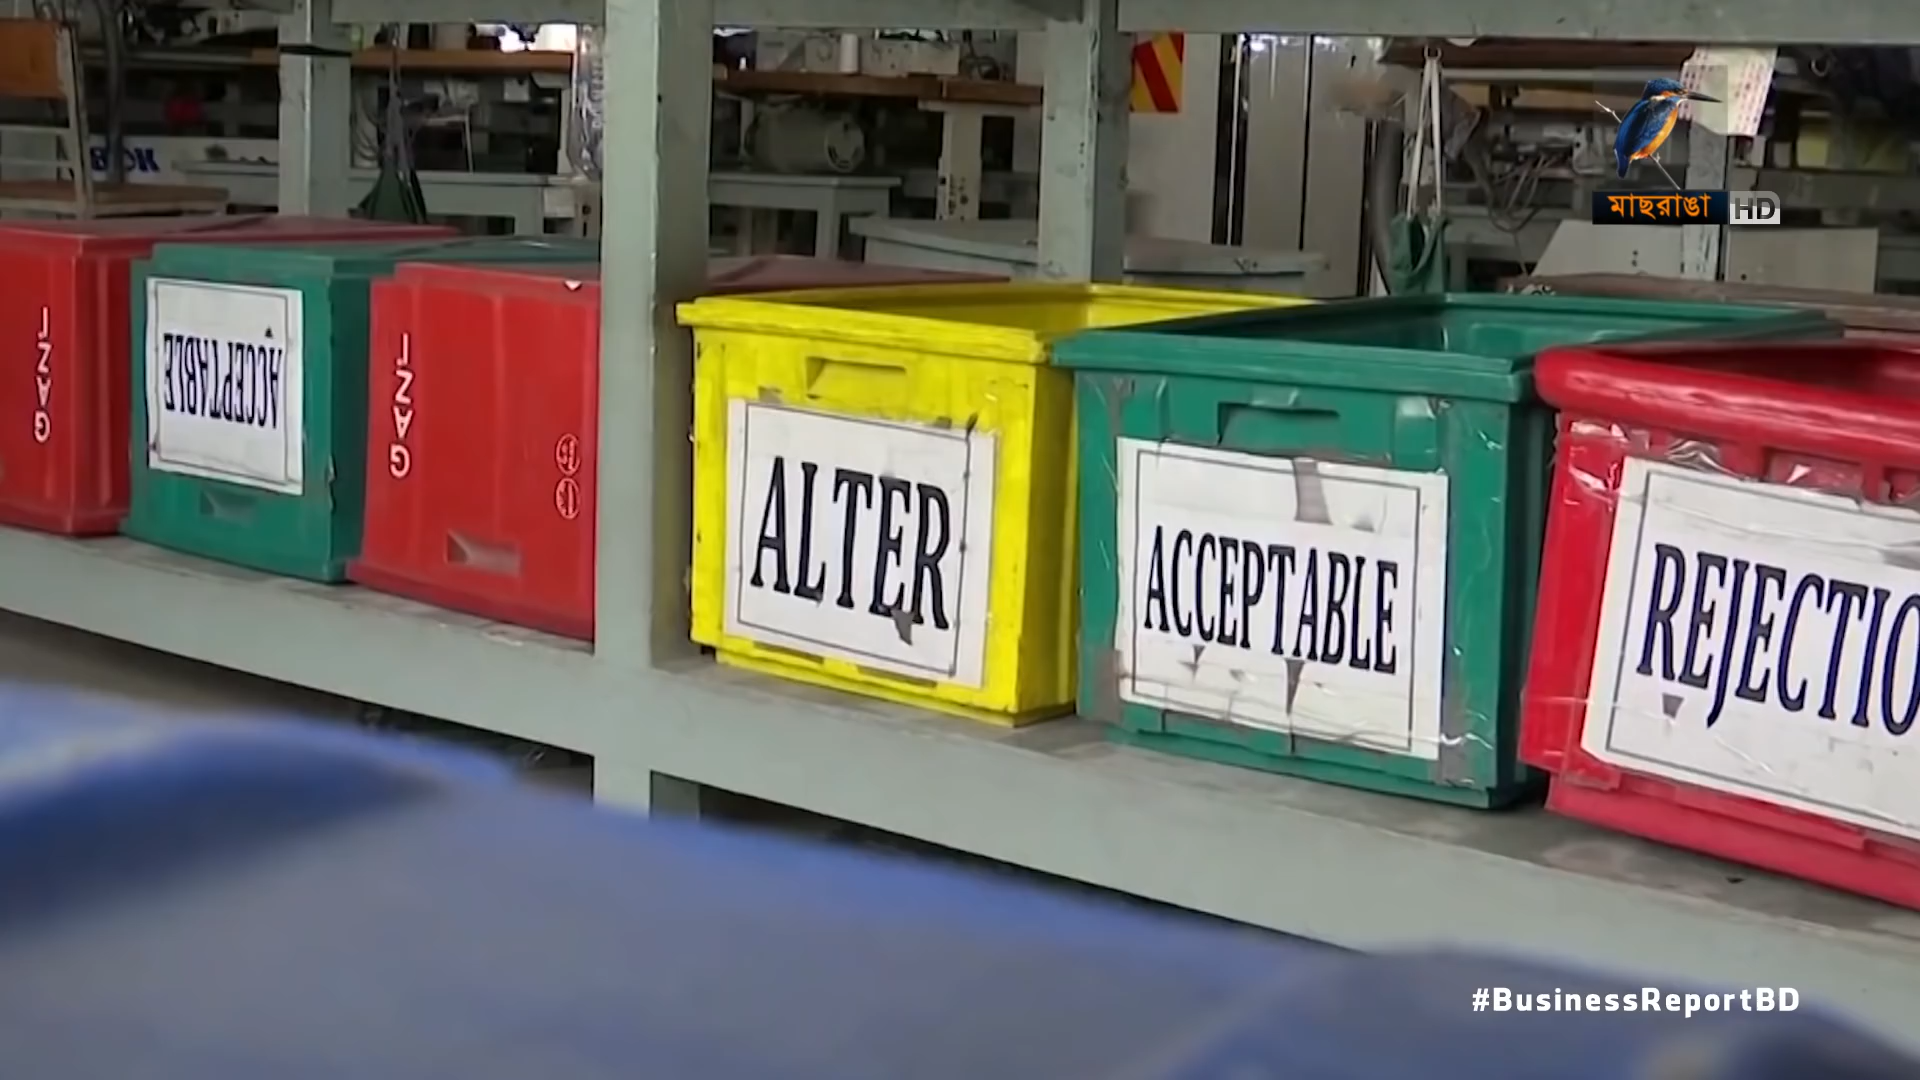 মাছরাঙা HD
GAZI
ACCEPTABLE
GAZI
ALTER
ACCEPTABLE
REJECTIO
#BusinessReportBD